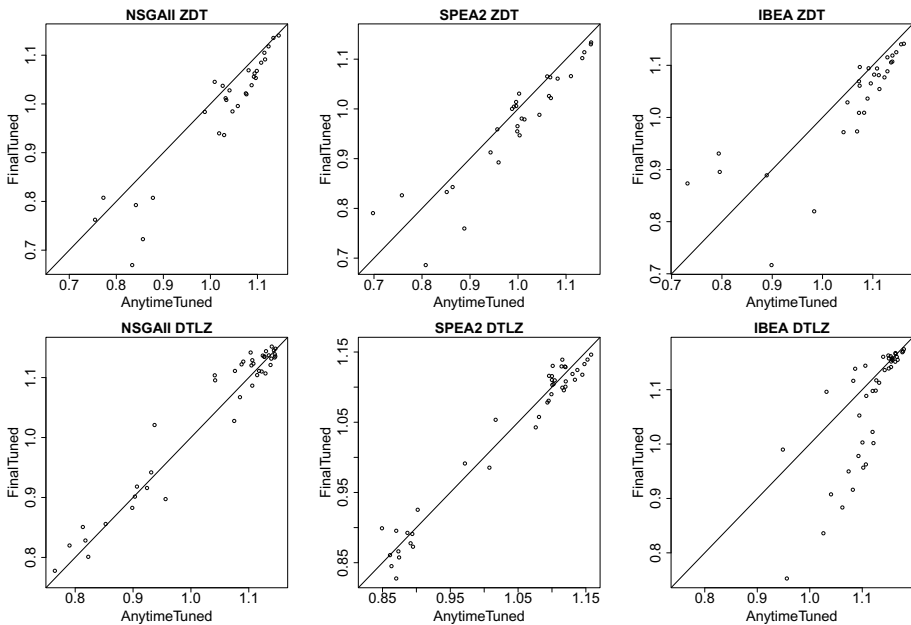 NSGAII ZDT
FinalTuned
0.7 0.8 0.9 1.0 1.1
0.7 0.8 0.9 1.0 1.1
AnytimeTuned
SPEA2 ZDT
FinalTuned
0.7 0.8 0.9 1.0 1.1
0.7 0.8 0.9 1.0 1.1
AnytimeTuned
IBEA ZDT
FinalTuned
0.7 0.8 0.9 1.0 1.1
0.7 0.8 0.9 1.0 1.1
AnytimeTuned
NSGAII DTLZ
FinalTuned
0.8 0.9 1.0 1.1
0.8 0.9 1.0 1.1
AnytimeTuned
SPEA2 DTLZ
FinalTuned
0.85 0.95 1.05 1.15
0.85 0.95 1.05 1.15
AnytimeTuned
IBEA DTLZ
FinalTuned
0.8 0.9 1.0 1.1
0.8 0.9 1.0 1.1
AnytimeTuned